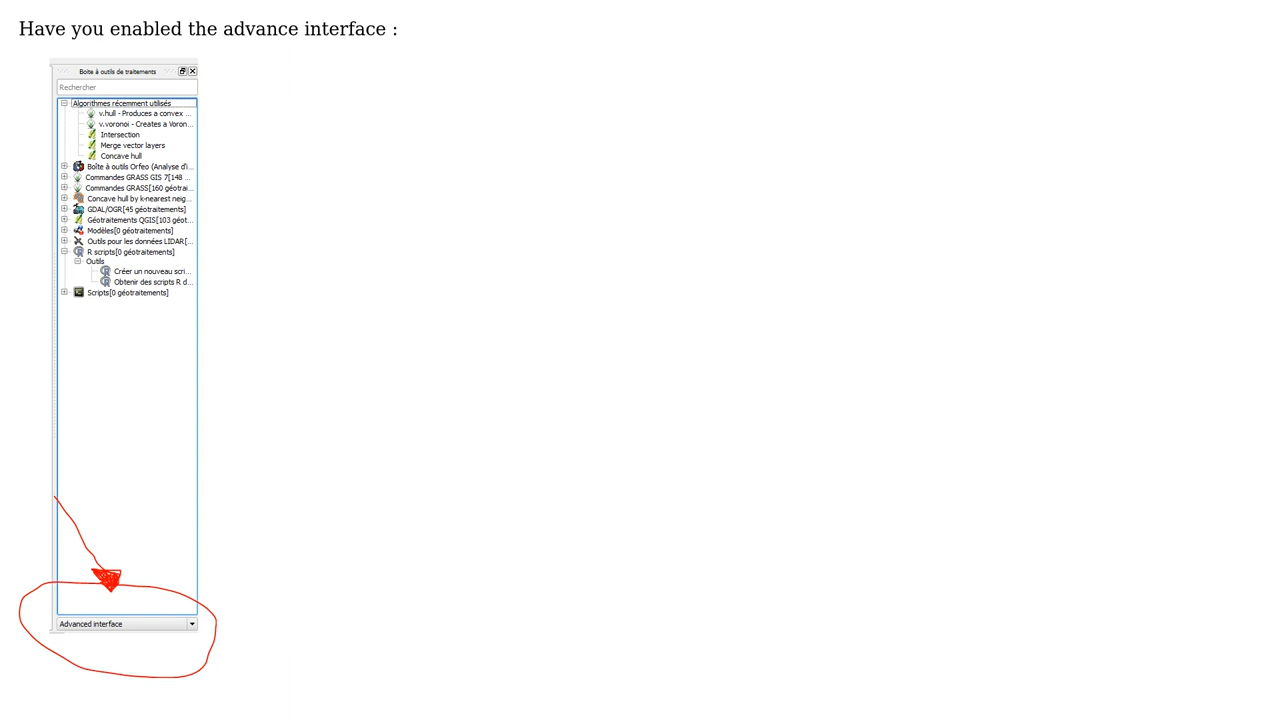 Have you enabled the advance interface :
Boite à outils de traitements
Rechercher
Algorithmes récemment utilisés
v.hull - Produces a convex ...
v.voronoi - Creates a Voron...
Intersection
Merge vector layers
Concave hull
Boîte à outils Orfeo (Analyse d'i...
Commandes GRASS GIS 7[148 ...
Commandes GRASS[160 géotrai...
Concave hull by k-nearest neig...
GDAL/OGR[45 géotraitements]
Géotraitements QGIS[103 géot...
Modèles[0 géotraitements]
Outils pour les données LIDAR[...
R scripts[0 géotraitements]
Outils
Créer un nouveau scri...
Obtenir des scripts R d...
Scripts[0 géotraitements]
Advanced interface